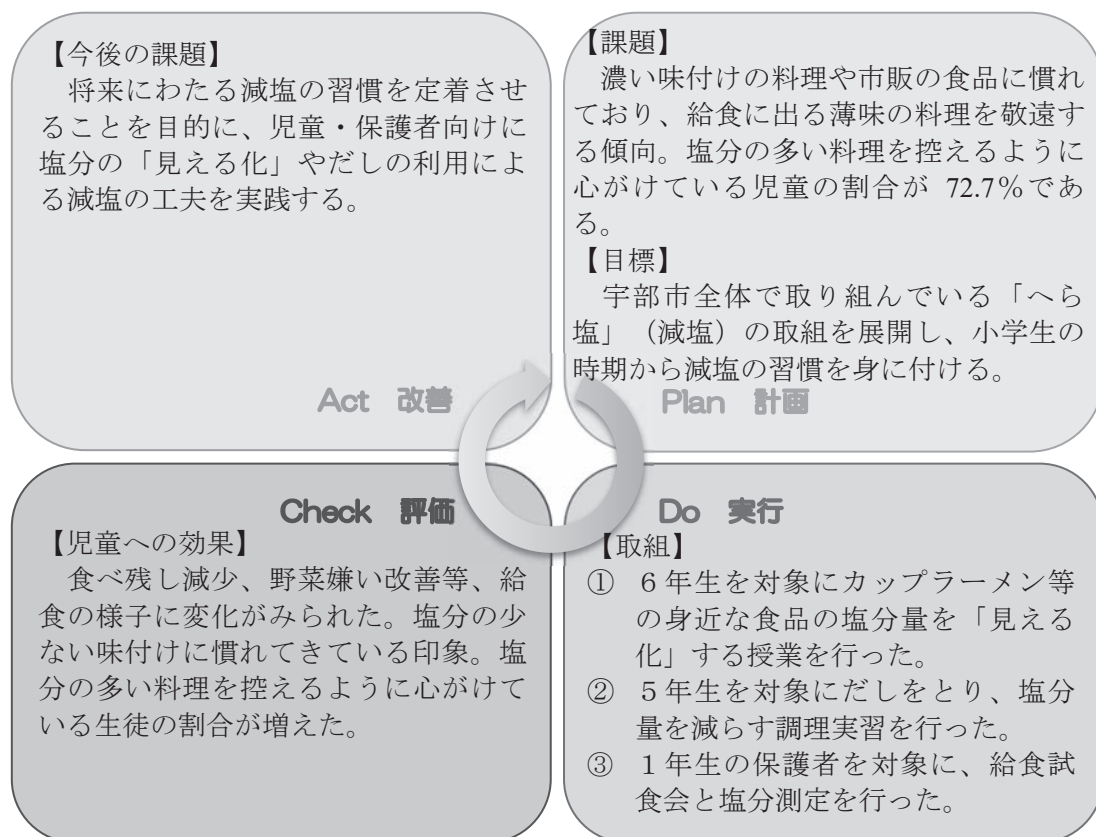 【今後の課題】
将来にわたる減塩の習慣を定着させ
ることを目的に、児童・保護者向けに
塩分の「見える化」やだしの利用によ
る減塩の工夫を実践する。
Act 改善
【課題】
濃い味付けの料理や市販の食品に慣れ
ており、給食に出る薄味の料理を敬遠す
る傾向。塩分の多い料理を控えるように
心がけている児童の割合が 72.7%であ
る。
【目標】
宇部市全体で取り組んでいる「へら
塩」(減塩)の取組を展開し、小学生の
時期から減塩の習慣を身に付ける。
Plan 計画
Check 評価
【児童への効果】
食べ残し減少、野菜嫌い改善等、給
食の様子に変化がみられた。塩分の少
ない味付けに慣れてきている印象。塩
分の多い料理を控えるように心がけて
いる生徒の割合が増えた。
Do 実行
【取組】
① 6年生を対象にカップラーメン等
の身近な食品の塩分量を「見える
化」する授業を行った。
② 5年生を対象にだしをとり、塩分
量を減らす調理実習を行った。
③ 1年生の保護者を対象に、給食試
食会と塩分測定を行った。